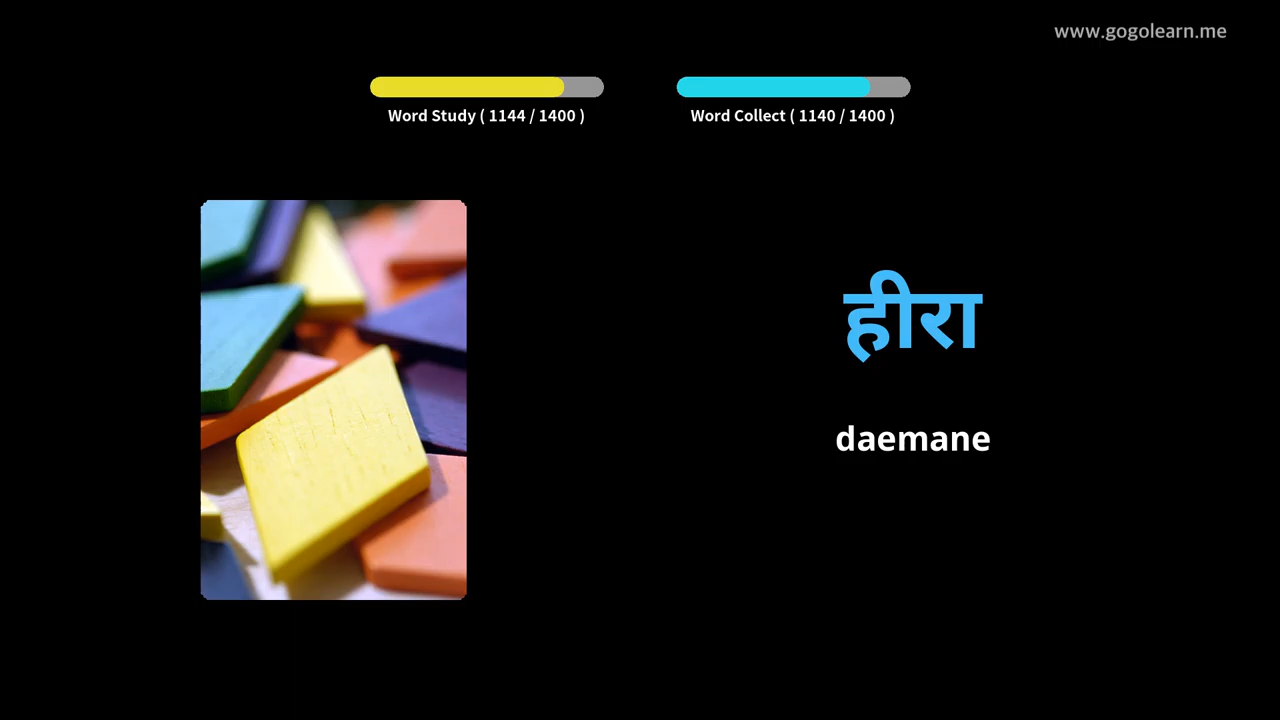 www.gogolearn.me
Word Study ( 1144 / 1400 )
Word Collect ( 1140 / 1400 )
हीरा
daemane